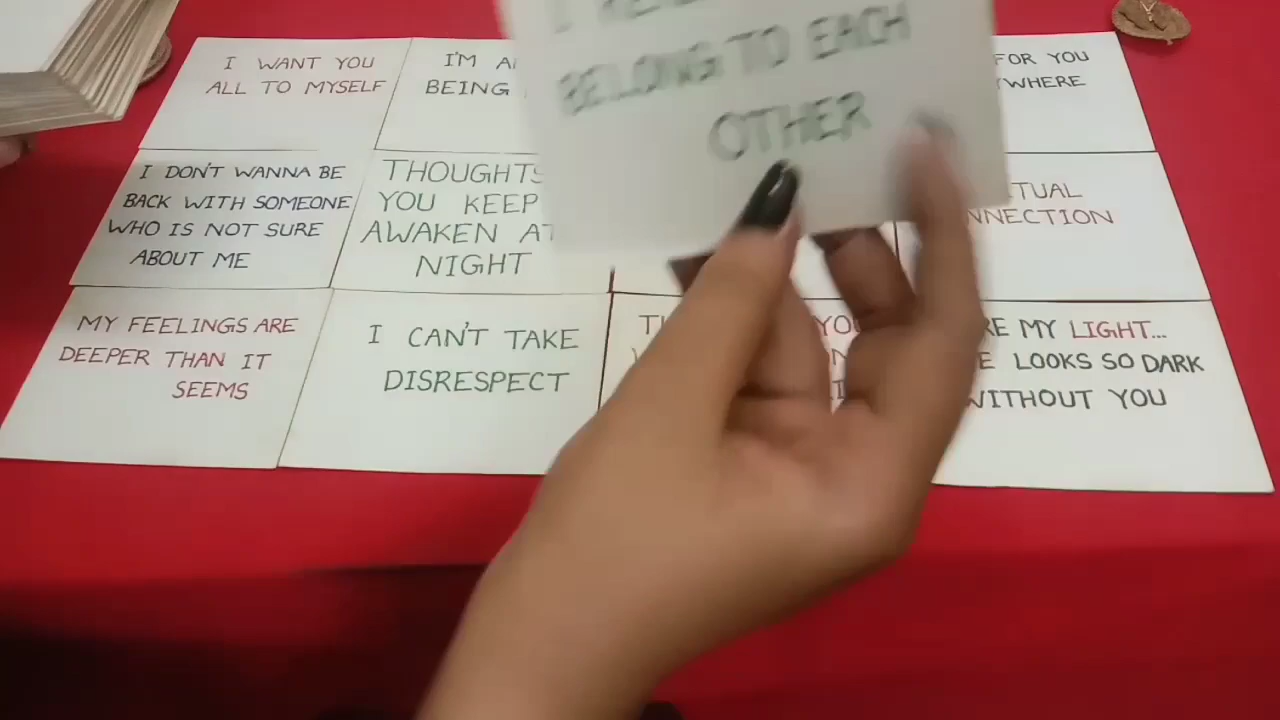 I WANT YOU
ALL TO MYSELF
I'M
BEING
BELONG TO EACH
OTHER
FOR YOU
I DON'T WANNA BE
BACK WITH SOMEONE
WHO IS NOT SURE
ABOUT ME
THOUGHTS
YOU KEEP
AWAKEN AT
NIGHT
MY FEELINGS ARE
DEEPER THAN IT
SEEMS
I CAN'T TAKE
DISRESPECT
MY LIGHT...
LOOKS SO DARK
WITHOUT YOU